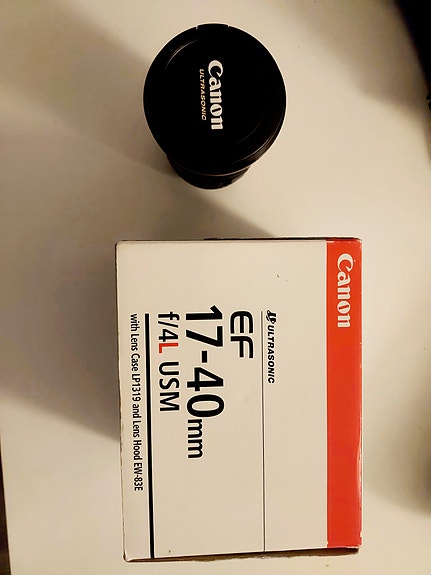 Canon
ULTRASONIC
Canon
ULTRASONIC
EF
17-40mm
f/4L USM
with Lens Case LP1319 and Lens Hood EW-83E